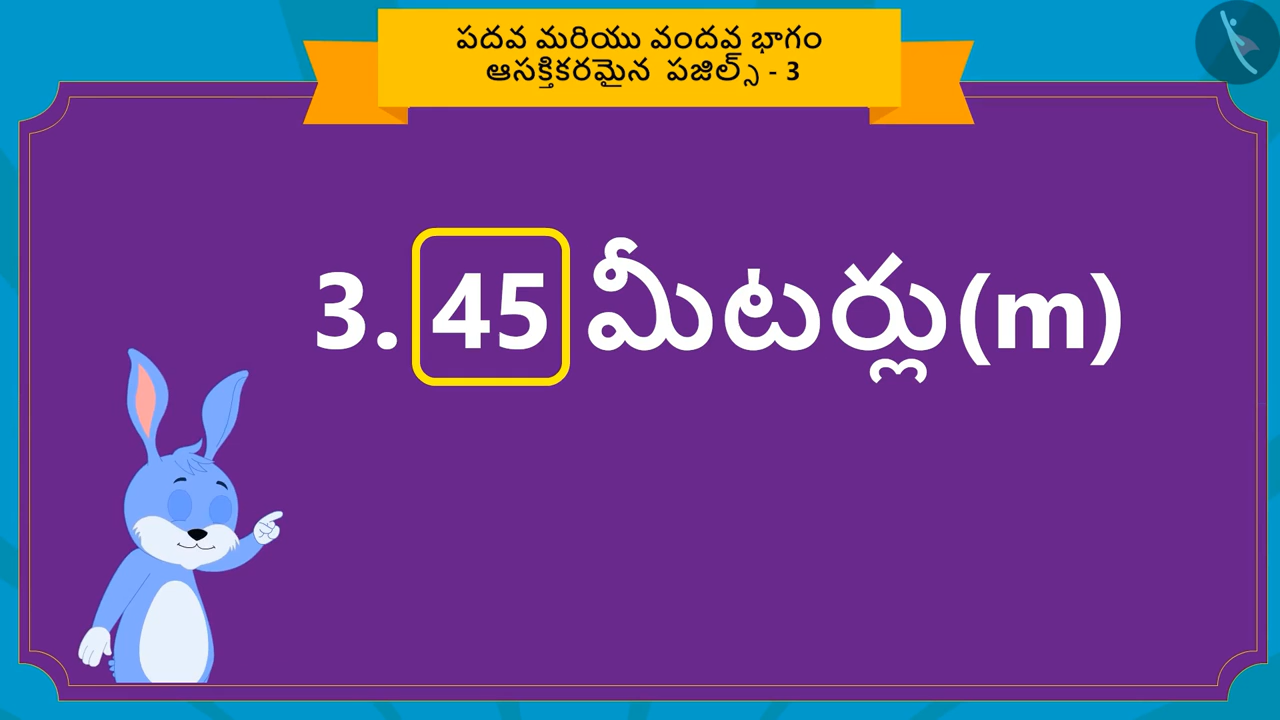 పదవ మరియు వందవ భాగం
ఆసక్తికరమైన పజిల్స్ - 3
3. 45 మీటర్లు(m)